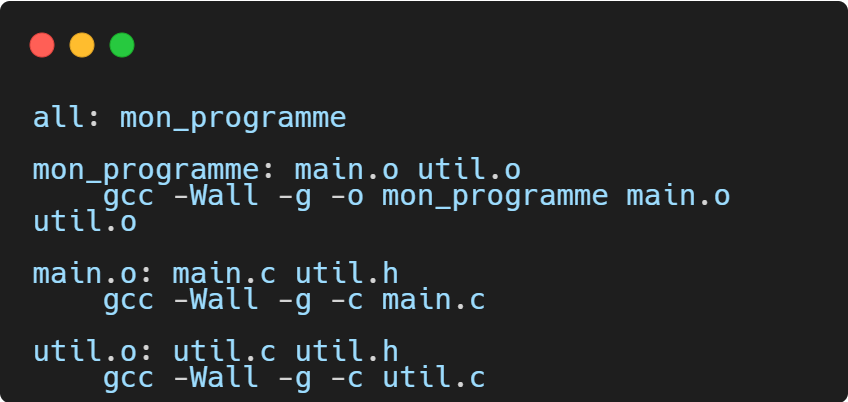 all: mon_programme
mon_programme: main.o util.o
    gcc -Wall -g -o mon_programme main.o
util.o
main.o: main.c util.h
    gcc -Wall -g -c main.c
util.o: util.c util.h
    gcc -Wall -g -c util.c